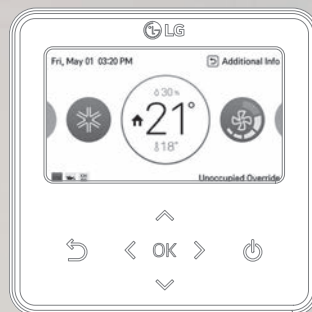 LG
Fri, May 01 03:20 PM
Additional Info
30%
21°
18°
Unoccupied Override
OK